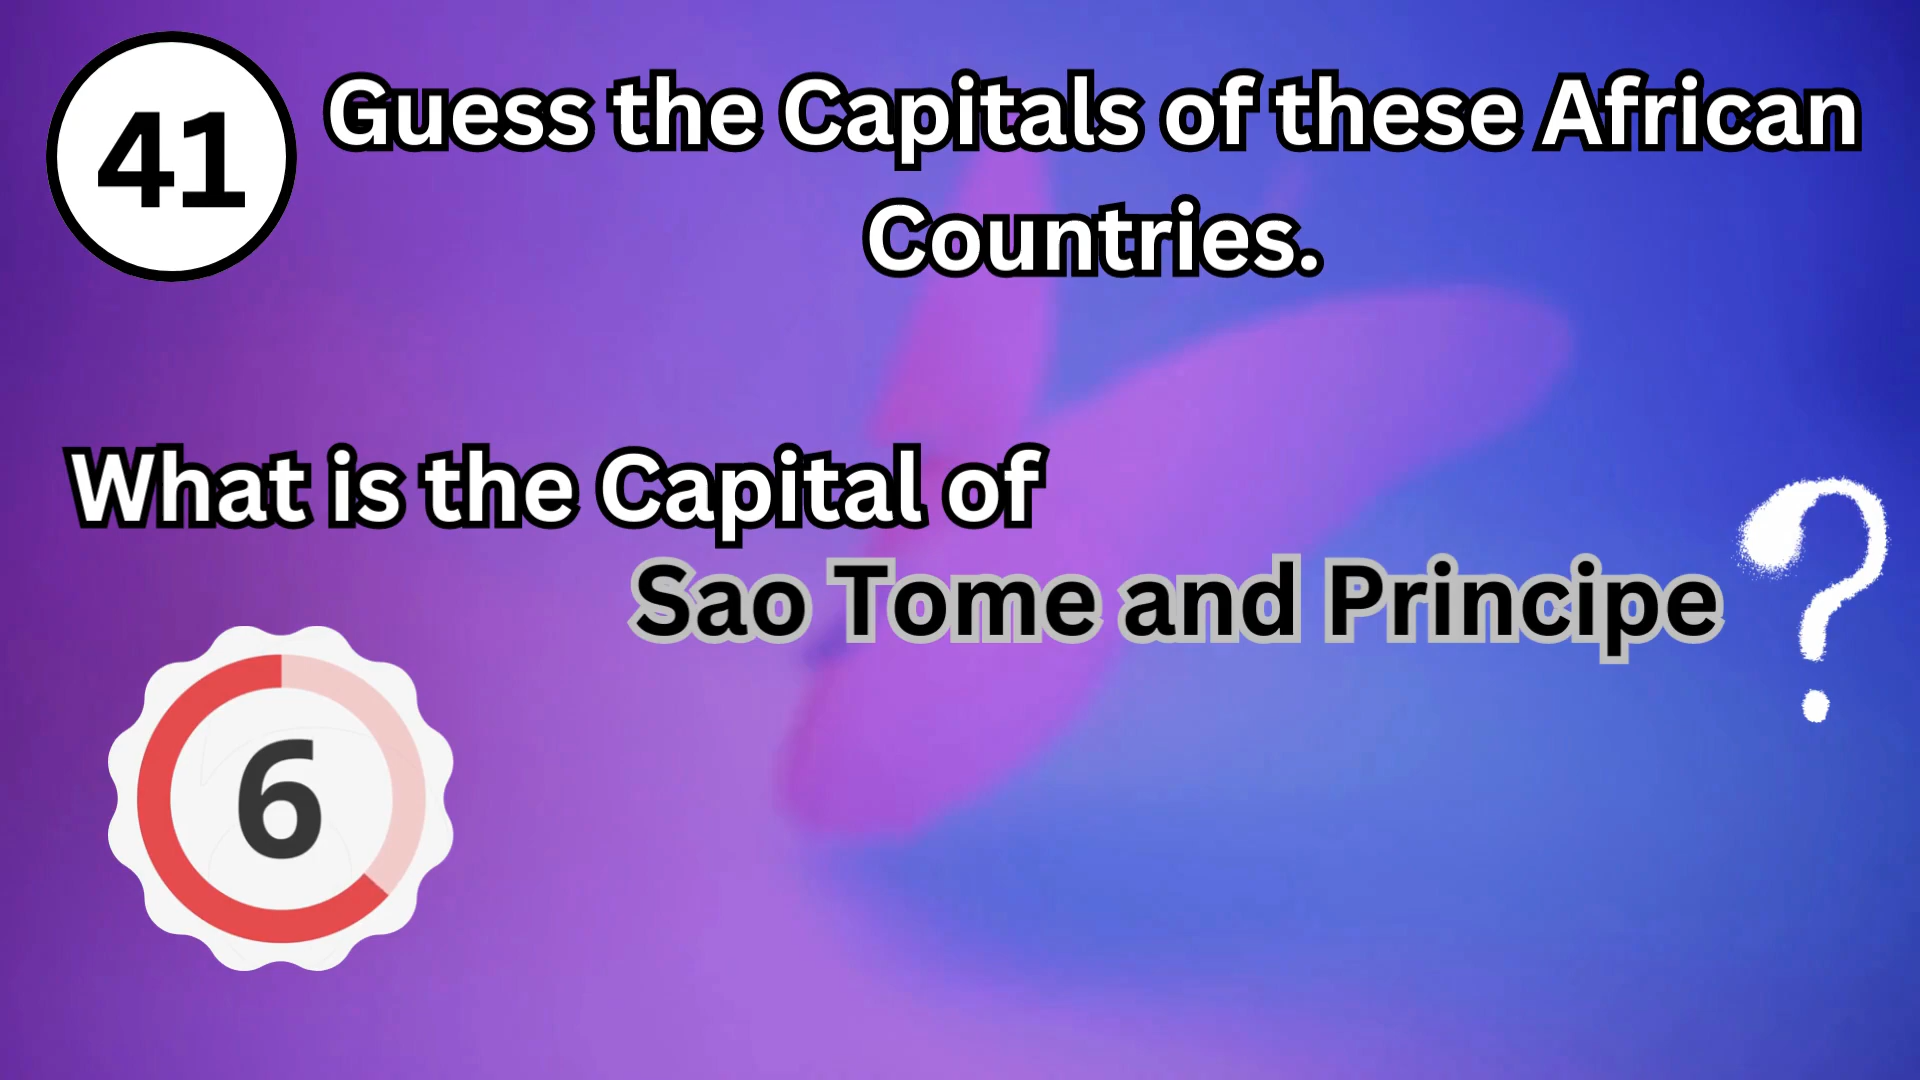 41
Guess the Capitals of these African
Countries.
What is the Capital of
Sao Tome and Principe
?
6